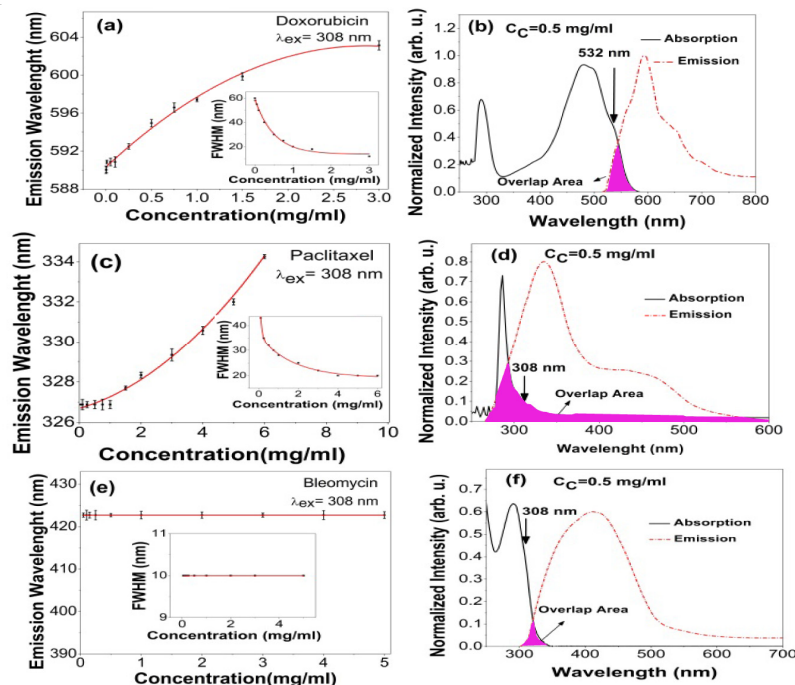 (a)
Doxorubicin
λex= 308 nm
Emission Wavelenght (nm)
604
600
596
592
588
0.0 0.5 1.0 1.5 2.0 2.5 3.0
Concentration(mg/ml)
FWHM (nm)
60
40
20
0 1 2 3
Concentration (mg/ml)
(b)
CC=0.5 mg/ml
Absorption
Emission
532 nm
Overlap Area
Normalized Intensity (arb. u.)
1.2
1.0
0.8
0.6
0.4
0.2
0.0
300 400 500 600 700 800
Wavelength (nm)
(c)
Paclitaxel
λex= 308 nm
Emission Wavelenght (nm)
334
332
330
328
326
0 2 4 6 8 10
Concentration(mg/ml)
FWHM (nm)
40
30
20
0 2 4 6
Concentration (mg/ml)
(d)
CC=0.5 mg/ml
Absorption
Emission
308 nm
Overlap Area
Normalized Intensity (arb. u.)
0.8
0.7
0.6
0.5
0.4
0.3
0.2
0.1
0.0
300 400 500 600
Wavelenght (nm)
(e)
Bleomycin
λex= 308 nm
Emission Wavelenght (nm)
430
420
410
400
390
0 1 2 3 4 5
Concentration(mg/ml)
FWHM (nm)
11
10
9
0 2 4 6
Concentration (mg/ml)
(f)
CC=0.5 mg/ml
Absorption
Emission
308 nm
Overlap Area
Normalized Intensity (arb. u.)
0.7
0.6
0.5
0.4
0.3
0.2
0.1
0.0
300 400 500 600 700
Wavelength (nm)